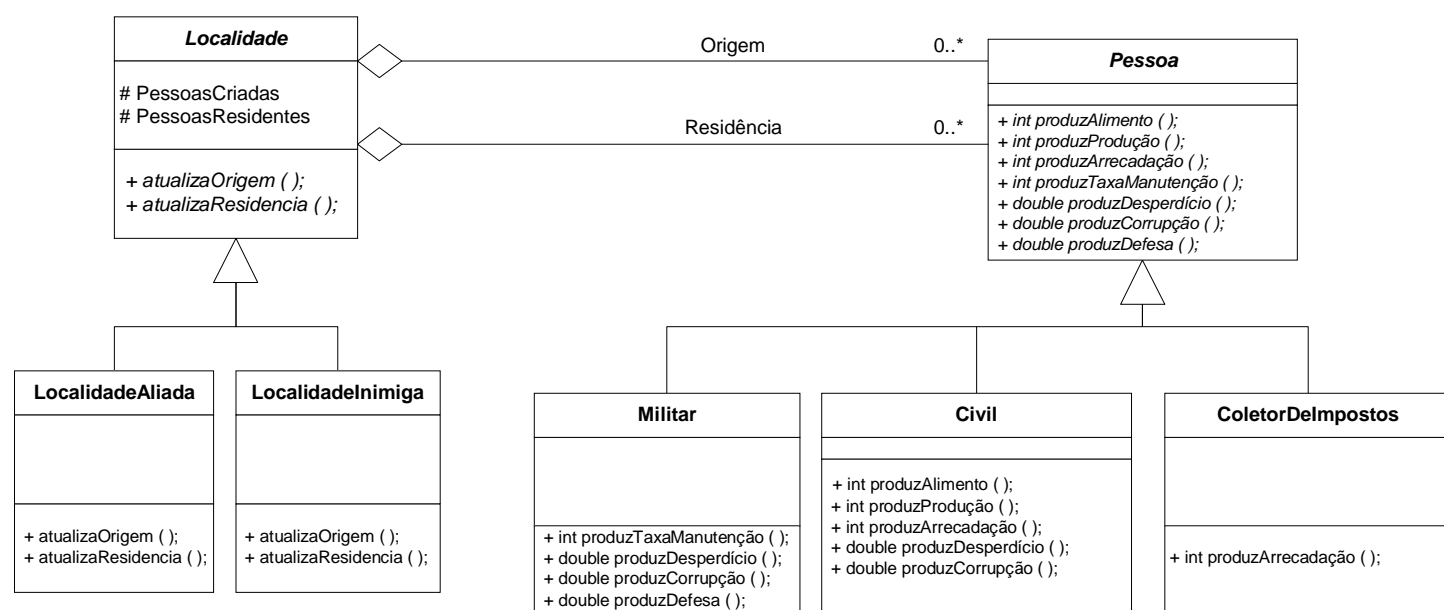 Localidade
# PessoasCriadas
# PessoasResidentes
+ atualizaOrigem ( );
+ atualizaResidencia ( );
Origem
0..*
Residência
0..*
Pessoa
+ int produzAlimento ( );
+ int produzProdução ( );
+ int produzArrecadação ( );
+ int produzTaxaManutenção ( );
+ double produzDesperdício ( );
+ double produzCorrupção ( );
+ double produzDefesa ( );
LocalidadeAliada
+ atualizaOrigem ( );
+ atualizaResidencia ( );
LocalidadeInimiga
+ atualizaOrigem ( );
+ atualizaResidencia ( );
Militar
+ int produzTaxaManutenção ( );
+ double produzDesperdício ( );
+ double produzCorrupção ( );
+ double produzDefesa ( );
Civil
+ int produzAlimento ( );
+ int produzProdução ( );
+ int produzArrecadação ( );
+ double produzDesperdício ( );
+ double produzCorrupção ( );
ColetorDeImpostos
+ int produzArrecadação ( );